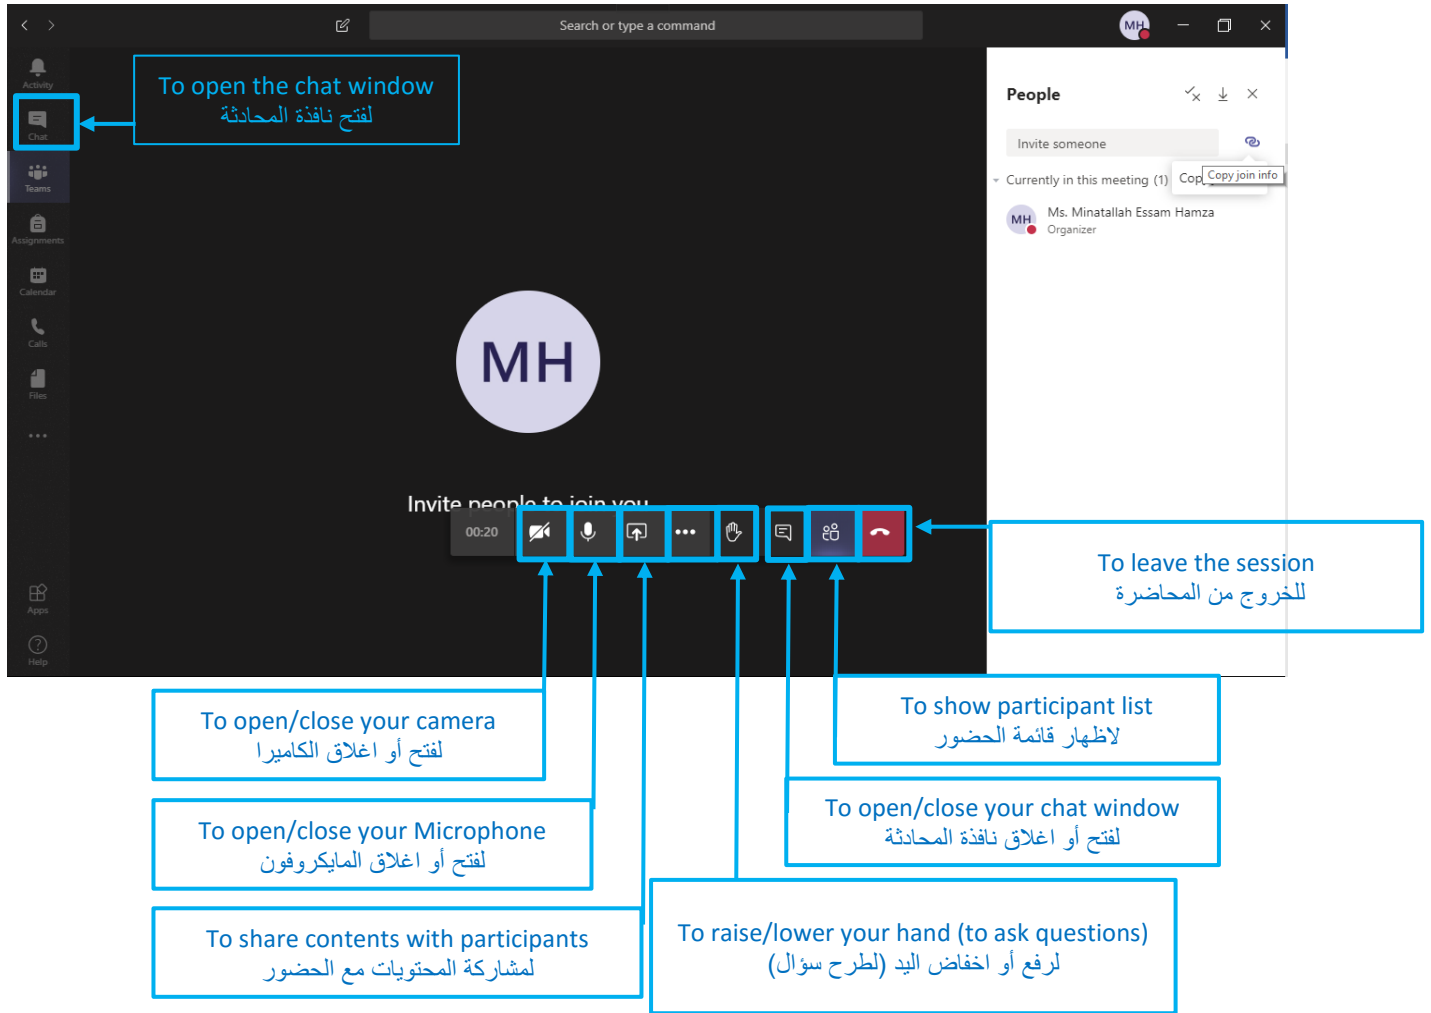 Search or type a command
MH
Activity
Chat
Teams
Assignments
Calendar
Calls
Files
Apps
Help
To open the chat window
لفتح نافذة المحادثة
People
Invite someone
Currently in this meeting (1)
Copy join info
MH
Ms. Minatallah Essam Hamza
Organizer
MH
Invite people to join you
00:20
To leave the session
للخروج من المحاضرة
To open/close your camera
لفتح أو اغلاق الكاميرا
To show participant list
لاظهار قائمة الحضور
To open/close your Microphone
لفتح أو اغلاق المايكروفون
To open/close your chat window
لفتح أو اغلاق نافذة المحادثة
To share contents with participants
لمشاركة المحتويات مع الحضور
To raise/lower your hand (to ask questions)
لرفع أو اخفاض اليد (لطرح سؤال)